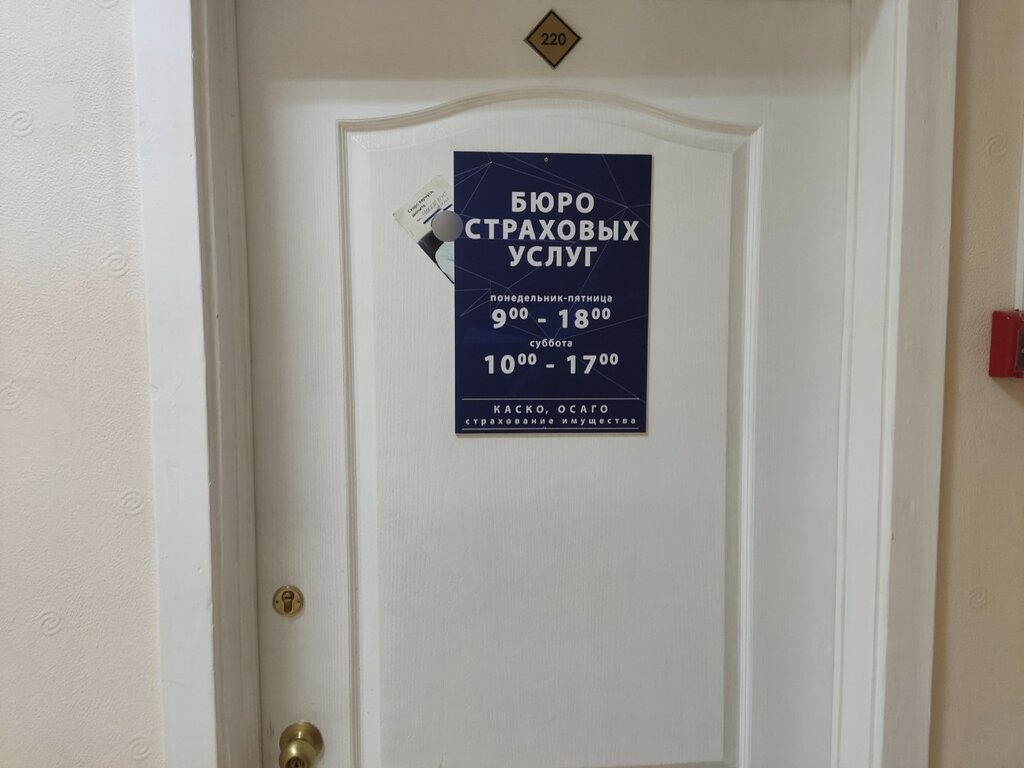 220
БЮРО
СТРАХОВЫХ
УСЛУГ
понедельник-пятница
9⁰⁰ - 18⁰⁰
суббота
10⁰⁰ - 17⁰⁰
КАСКО, ОСАГО
страхование имущества